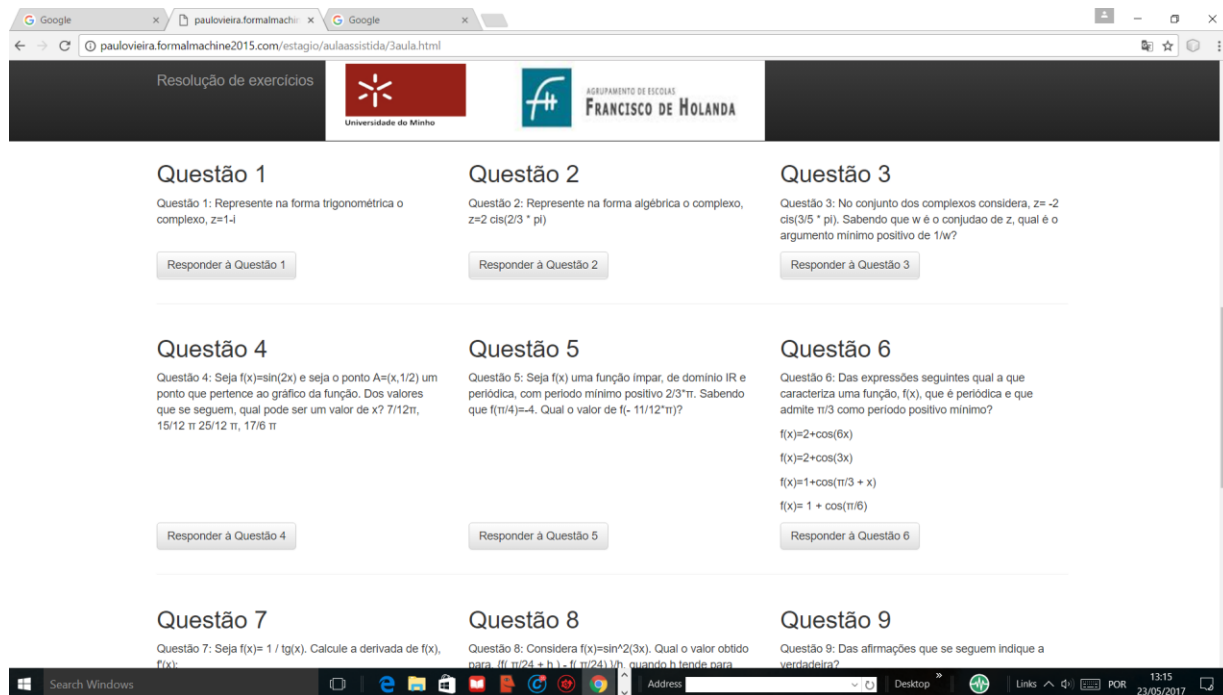 Google
paulovieira.formalmachin
Google
paulovieira.formalmachine2015.com/estagio/aulaassistida/3aula.html
Resolução de exercícios
Universidade do Minho
AGRUPAMENTO DE ESCOLAS
FRANCISCO DE HOLANDA
Questão 1
Questão 1: Represente na forma trigonométrica o
complexo, z=1-i
Responder à Questão 1
Questão 2
Questão 2: Represente na forma algébrica o complexo,
z=2 cis(2/3 * pi)
Responder à Questão 2
Questão 3
Questão 3: No conjunto dos complexos considera, z= -2
cis(3/5 * pi). Sabendo que w é o conjudao de z, qual é o
argumento mínimo positivo de 1/w?
Responder à Questão 3
Questão 4
Questão 4: Seja f(x)=sin(2x) e seja o ponto A=(x,1/2) um
ponto que pertence ao gráfico da função. Dos valores
que se seguem, qual pode ser um valor de x? 7/12π,
15/12 π 25/12 π, 17/6 π
Responder à Questão 4
Questão 5
Questão 5: Seja f(x) uma função ímpar, de domínio IR e
periódica, com periodo mínimo positivo 2/3*π. Sabendo
que f(π/4)=-4. Qual o valor de f(- 11/12*π)?
Responder à Questão 5
Questão 6
Questão 6: Das expressões seguintes qual a que
caracteriza uma função, f(x), que é periódica e que
admite π/3 como período positivo mínimo?
f(x)=2+cos(6x)
f(x)=2+cos(3x)
f(x)=1+cos(π/3 + x)
f(x)= 1 + cos(π/6)
Responder à Questão 6
Questão 7
Questão 7: Seja f(x)= 1 / tg(x). Calcule a derivada de f(x),
f'(x):
Questão 8
Questão 8: Considera f(x)=sin^2(3x). Qual o valor obtido
para, {f( π/24 + h ) - f( π/24) }/h, quando h tende para
Questão 9
Questão 9: Das afirmações que se seguem indique a
verdadeira?
Search Windows
Address
Desktop
Links
POR
13:15
23/05/2017